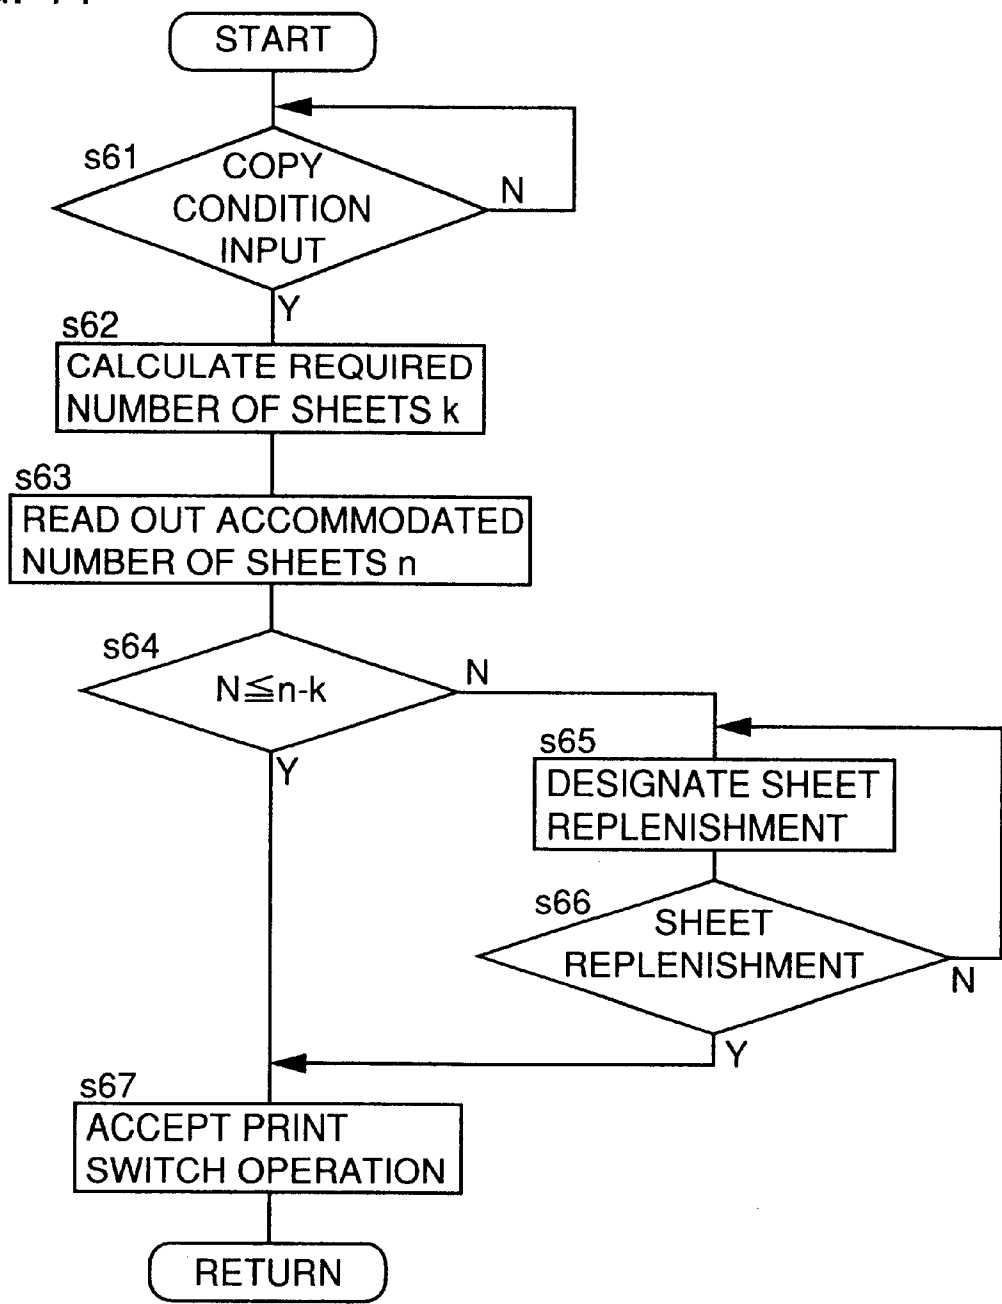 START
s61
COPY
CONDITION
INPUT
N
Y
s62
CALCULATE REQUIRED
NUMBER OF SHEETS k
s63
READ OUT ACCOMMODATED
NUMBER OF SHEETS n
s64
N≦n-k
N
Y
s65
DESIGNATE SHEET
REPLENISHMENT
s66
SHEET
REPLENISHMENT
N
Y
s67
ACCEPT PRINT
SWITCH OPERATION
RETURN